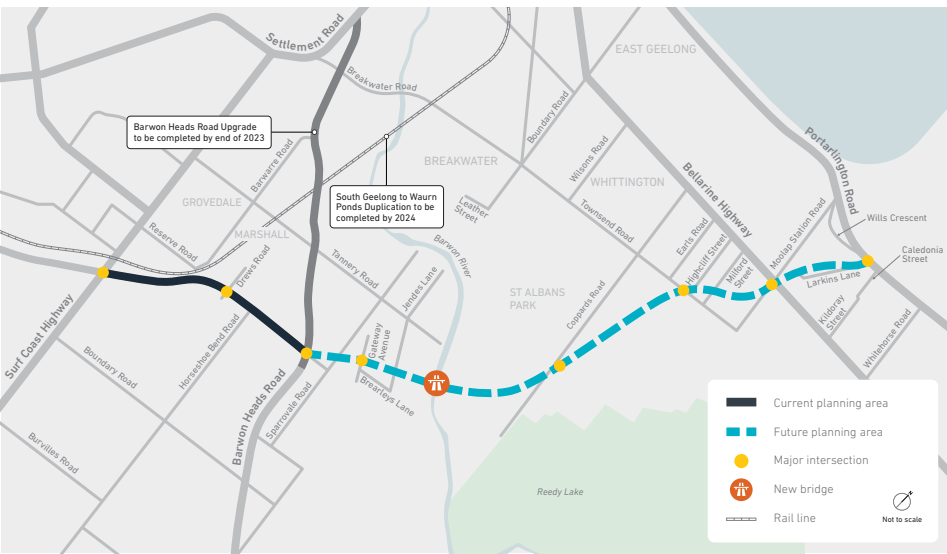 Settlement Road
EAST GEELONG
Breakwater Road
Boundary Road
Barwon Heads Road Upgrade
to be completed by end of 2023
Portarlington Road
Barwarre Road
Wilsons Road
BREAKWATER
Bellarine Highway
WHITTINGTON
South Geelong to Waurn
Ponds Duplication to be
completed by 2024
GROVEDALE
Leather
Street
Townsend Road
Moolap Station Road
Wills Crescent
MARSHALL
Reserve Road
Barwon River
Earls Road
Highcliff Street
Caledonia
Street
Drews Road
Tannery Road
Jendes Lane
Milford
Street
Larkins Lane
ST ALBANS
PARK
Coppards Road
Kildoray
Street
Surf Coast Highway
Horseshoe Bend Road
Gateway
Avenue
Whitehorse Road
Boundary Road
Brearleys Lane
Barwon Heads Road
Sparrovale Road
Burvilles Road
Reedy Lake
Current planning area
Future planning area
Major intersection
New bridge
Rail line
Not to scale